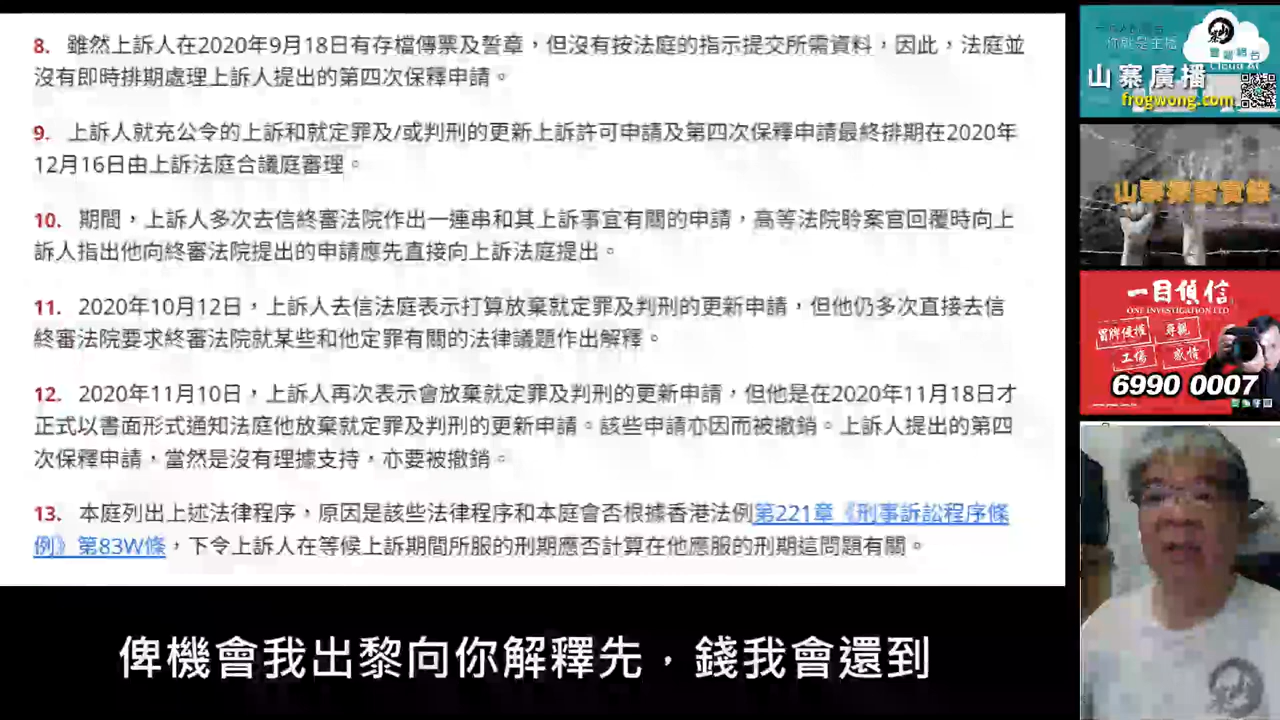 8. 雖然上訴人在2020年9月18日有存檔傳票及誓章，但沒有按法庭的指示提交所需資料，因此，法庭並
沒有即時排期處理上訴人提出的第四次保釋申請。
9. 上訴人就充公令的上訴和就定罪及/或判刑的更新上訴許可申請及第四次保釋申請最終排期在2020年
12月16日由上訴法庭合議庭審理。
10. 期間，上訴人多次去信終審法院作出一連串和其上訴事宜有關的申請，高等法院聆案官回覆時向上
訴人指出他向終審法院提出的申請應先直接向上訴法庭提出。
11. 2020年10月12日，上訴人去信法庭表示打算放棄就定罪及判刑的更新申請，但他仍多次直接去信
終審法院要求終審法院就某些和他定罪有關的法律議題作出解釋。
12. 2020年11月10日，上訴人再次表示會放棄就定罪及判刑的更新申請，但他是在2020年11月18日才
正式以書面形式通知法庭他放棄就定罪及判刑的更新申請。該些申請亦因而被撤銷。上訴人提出的第四
次保釋申請，當然是沒有理據支持，亦要被撤銷。
13. 本庭列出上述法律程序，原因是該些法律程序和本庭會否根據香港法例第221章《刑事訴訟程序條
例》第83W條，下令上訴人在等候上訴期間所服的刑期應否計算在他應服的刑期這問題有關。
俾機會我出黎向你解釋先，錢我會還到
你就是主播
山寨廣播
frogwong.com
一目偵信
ONE INVESTIGATION LTD
冒牌侵權
尋親
工傷
感情
6990 0007